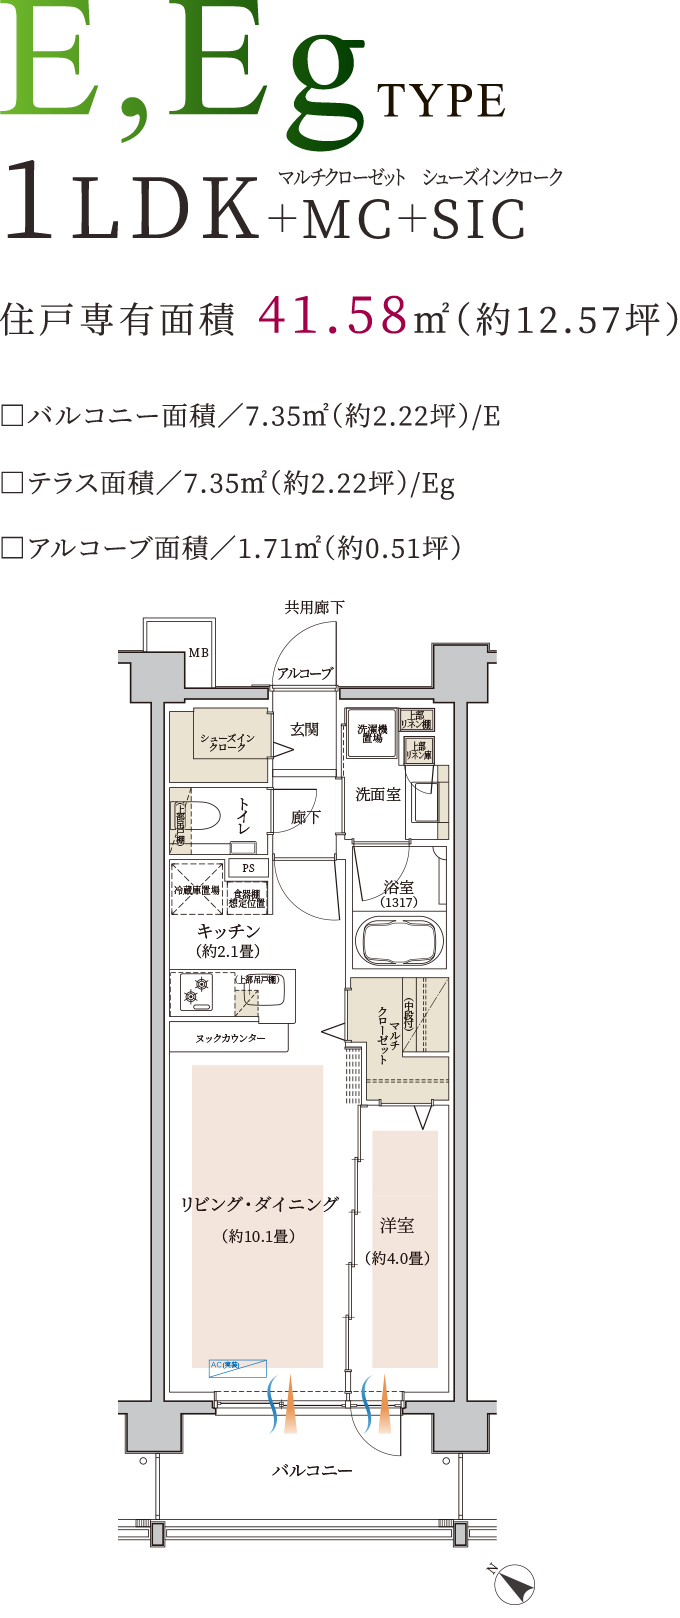 E,Eg TYPE
マルチクローゼット シューズインクローク
1LDK+MC+SIC
住戸専有面積 41.58㎡(約12.57坪)
□バルコニー面積／7.35㎡(約2.22坪)/E
□テラス面積／7.35㎡(約2.22坪)/Eg
□アルコーブ面積／1.71㎡(約0.51坪)
共用廊下
MB
アルコーブ
シューズイン
クローク
玄関
洗濯機
置場
上部
リネン棚
上部
リネン庫
トイレ
(上部吊戸棚)
廊下
洗面室
PS
冷蔵庫置場
食器棚
想定位置
浴室
(1317)
キッチン
(約2.1畳)
(上部吊戸棚)
マルチ
クローゼット
(中段付)
ヌックカウンター
リビング・ダイニング
(約10.1畳)
洋室
(約4.0畳)
AC(実装)
バルコニー
N